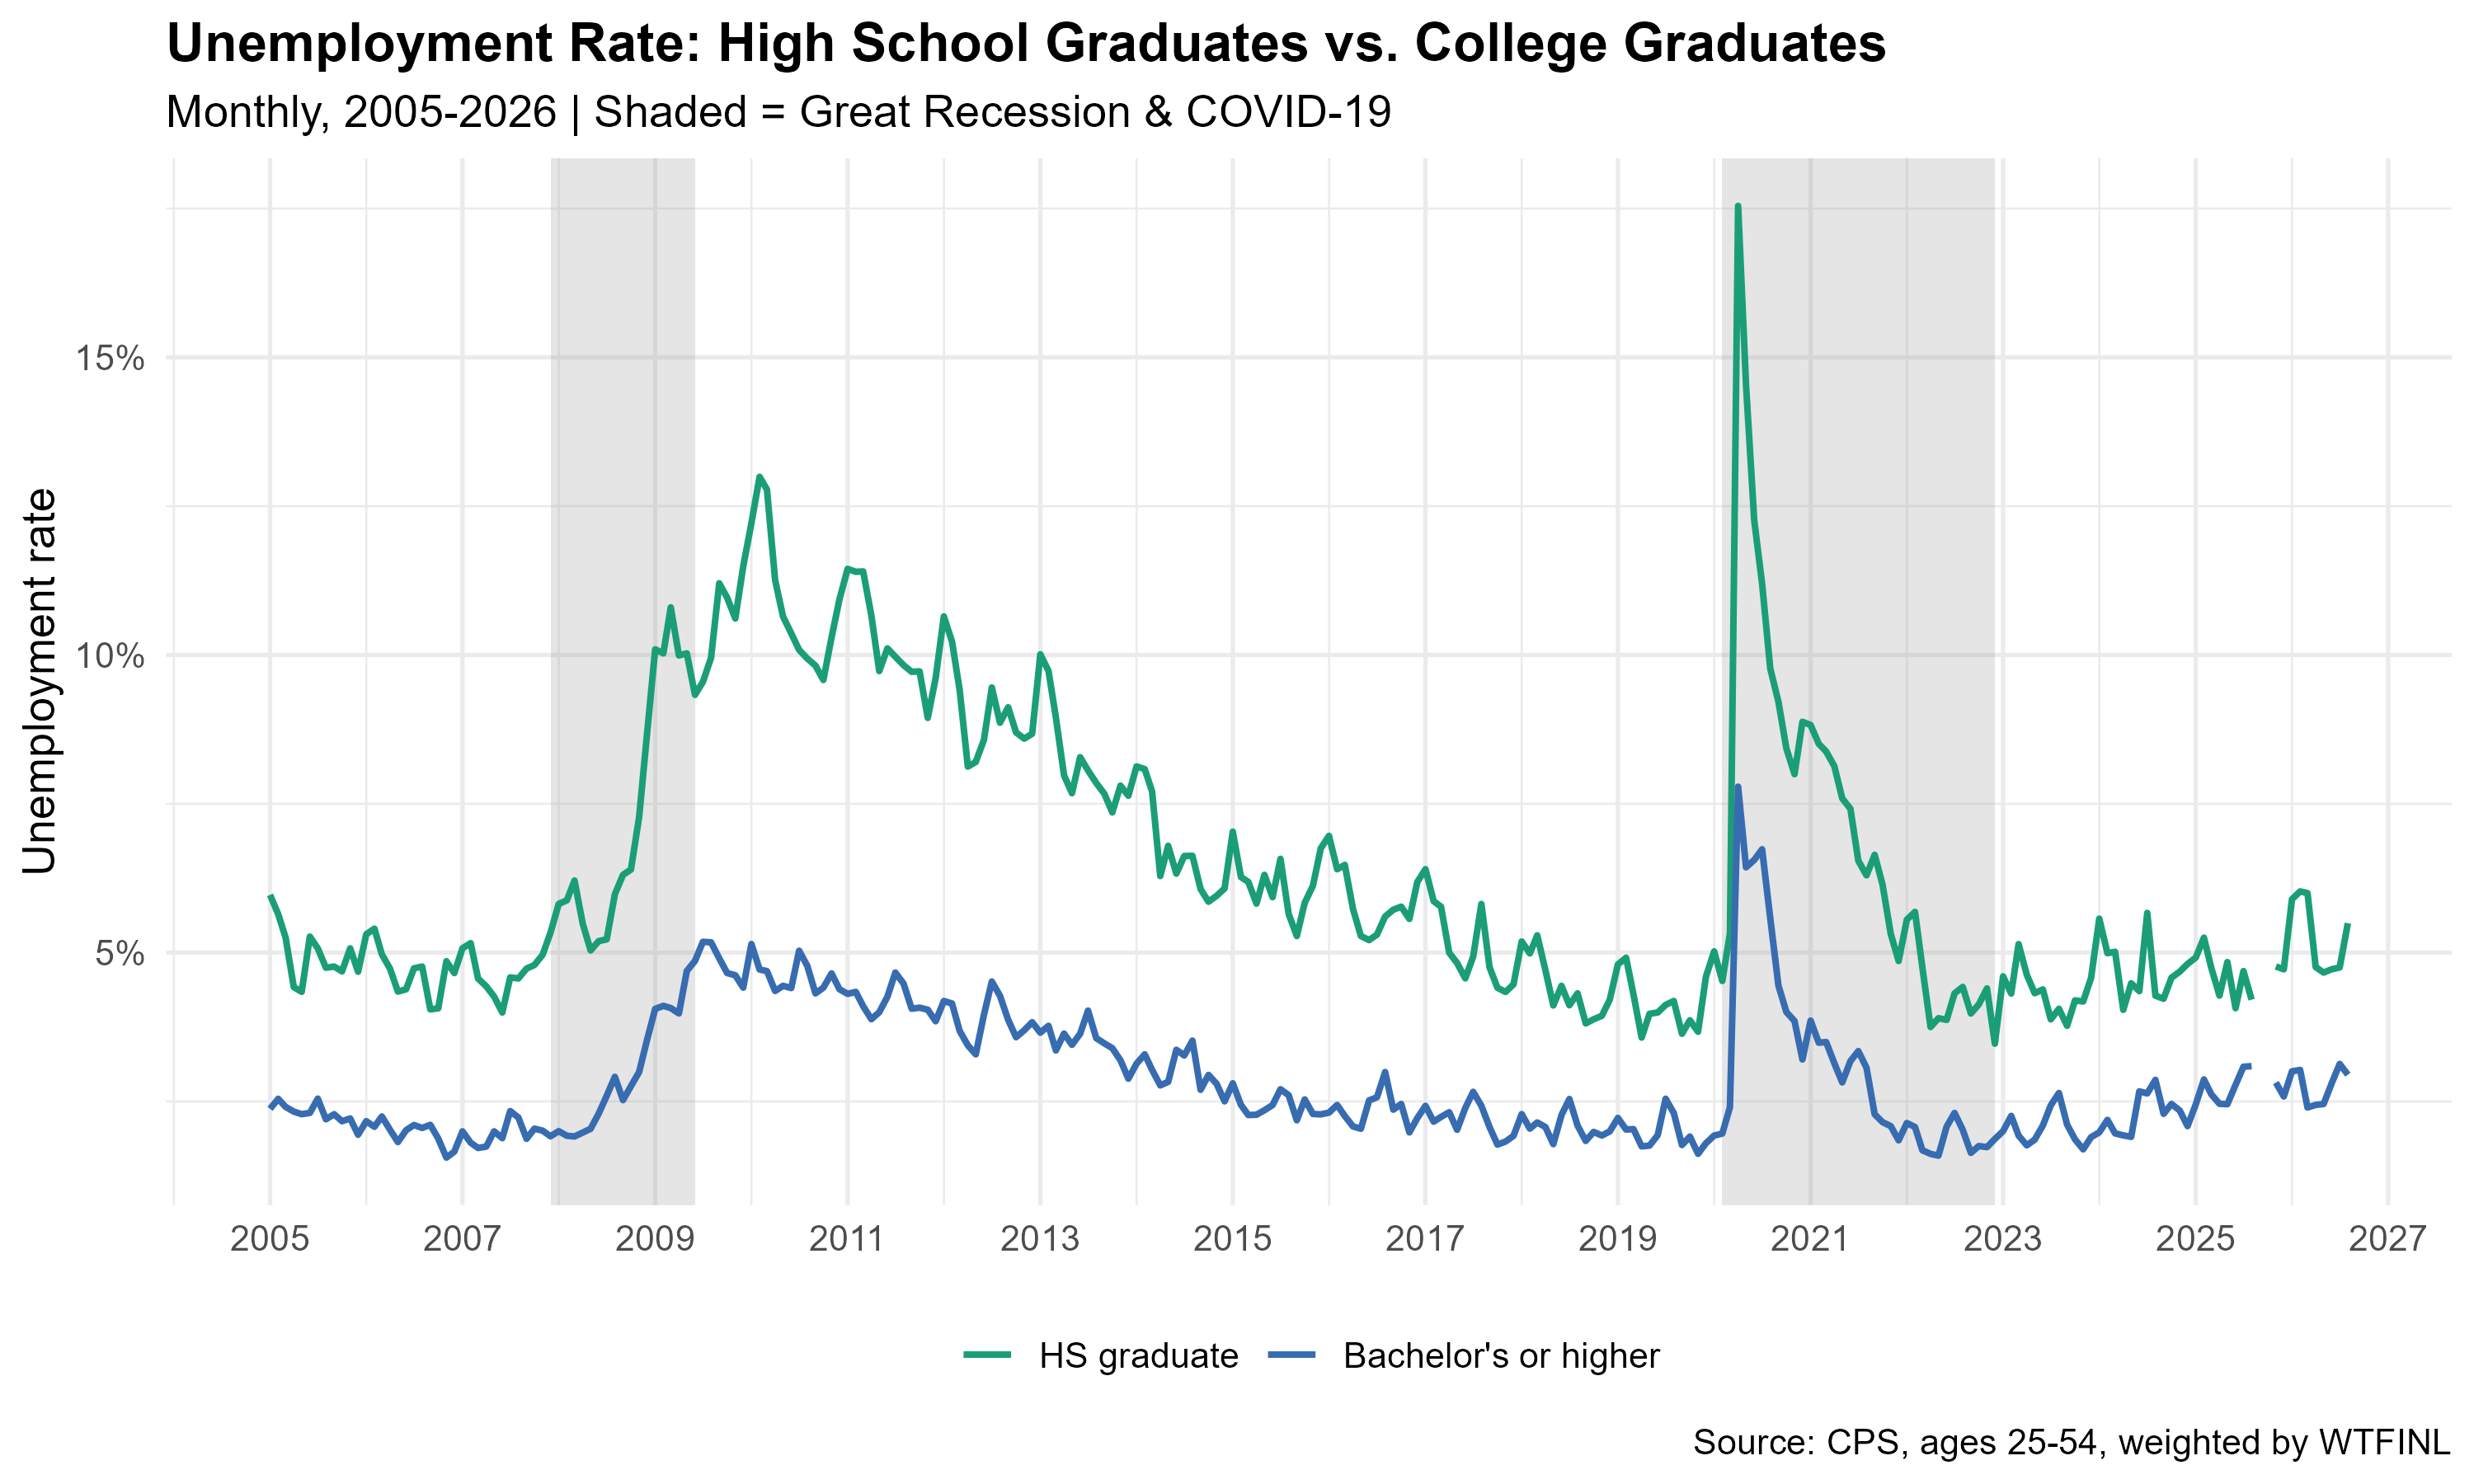 Unemployment Rate: High School Graduates vs. College Graduates
Monthly, 2005-2026 | Shaded = Great Recession & COVID-19
Unemployment rate
15%
10%
5%
2005 2007 2009 2011 2013 2015 2017 2019 2021 2023 2025 2027
HS graduate Bachelor's or higher
Source: CPS, ages 25-54, weighted by WTFINL